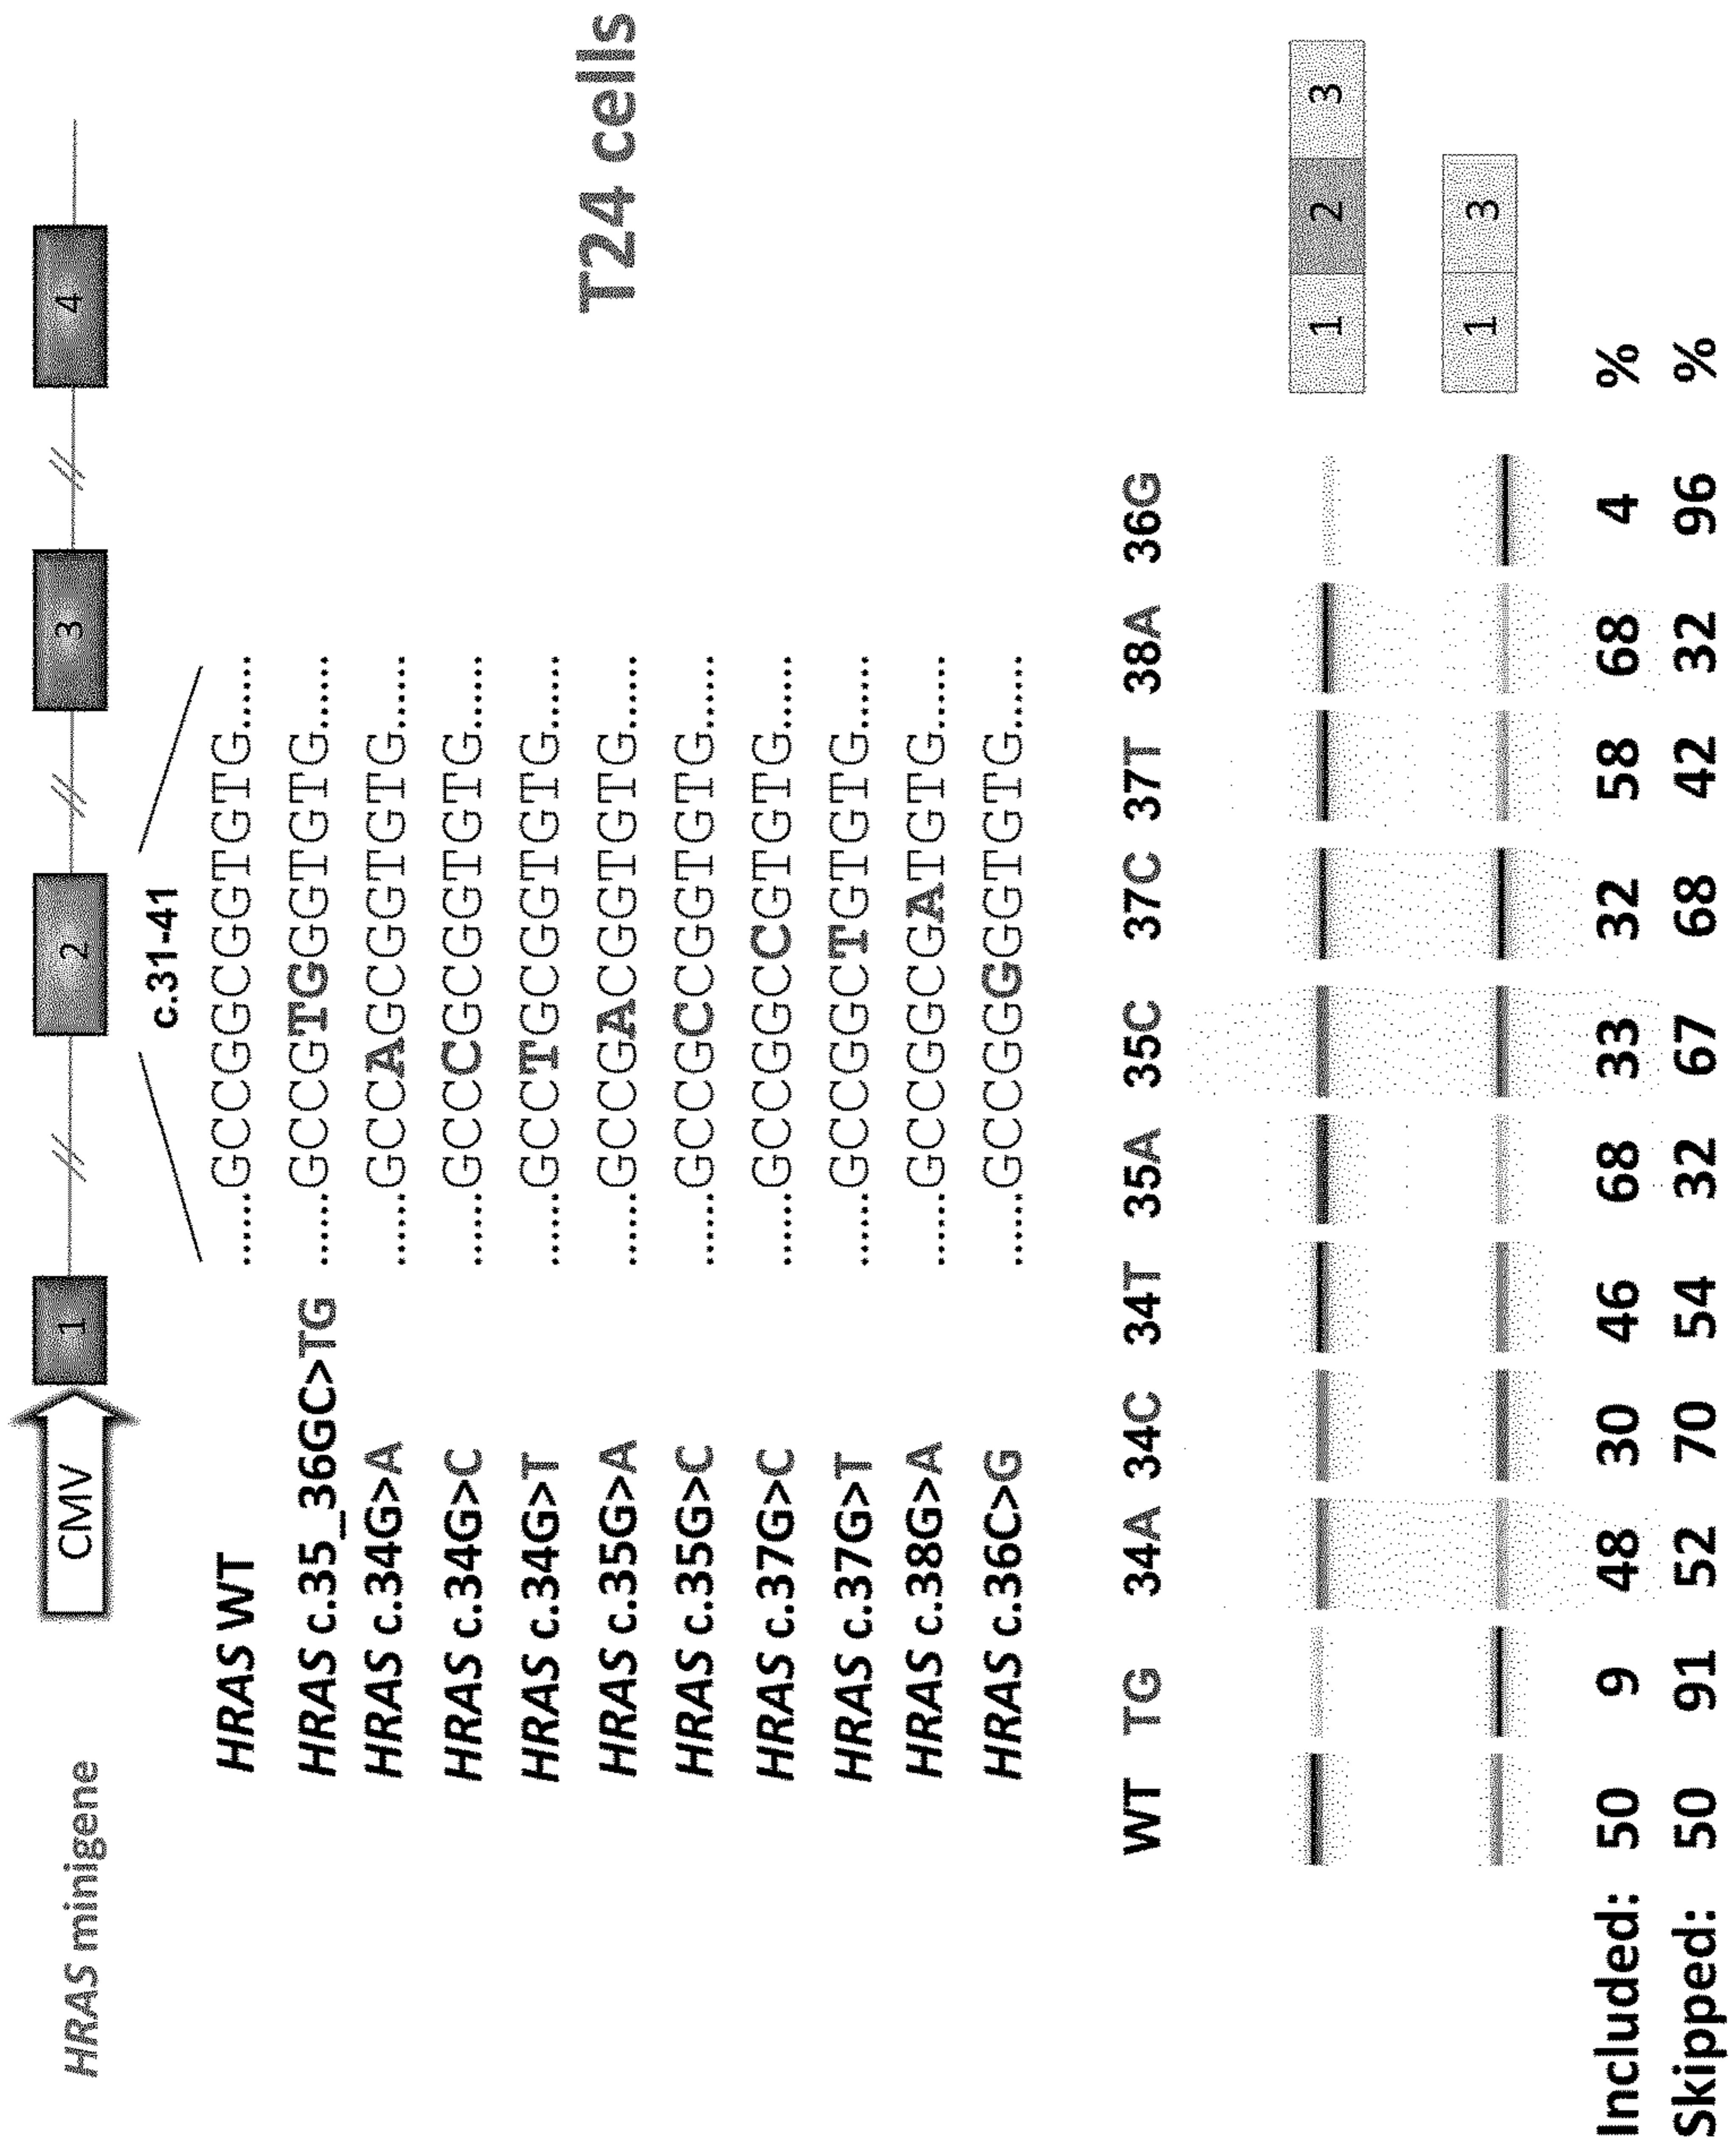 HRAS minigene
CMV 1 2 3 4
c.31-41
HRAS WT ......GCCGGCGGTGTG......
HRAS c.35_36GC>TG ......GCCGTGGGTGTG......
HRAS c.34G>A ......GCCAGCGGTGTG......
HRAS c.34G>C ......GCCCGCGGTGTG......
HRAS c.34G>T ......GCCTGCGGTGTG......
HRAS c.35G>A ......GCCGACGGTGTG......
HRAS c.35G>C ......GCCGCCGGTGTG......
HRAS c.37G>C ......GCCGGCCGTGTG......
HRAS c.37G>T ......GCCGGCTGTGTG......
HRAS c.38G>A ......GCCGGCGATGTG......
HRAS c.36C>G ......GCCGGGGGTGTG......
T24 cells
WT TG 34A 34C 34T 35A 35C 37C 37T 38A 36G
1 2 3
1 3
Included: 50 9 48 30 46 68 33 32 58 68 4 %
Skipped: 50 91 52 70 54 32 67 68 42 32 96 %